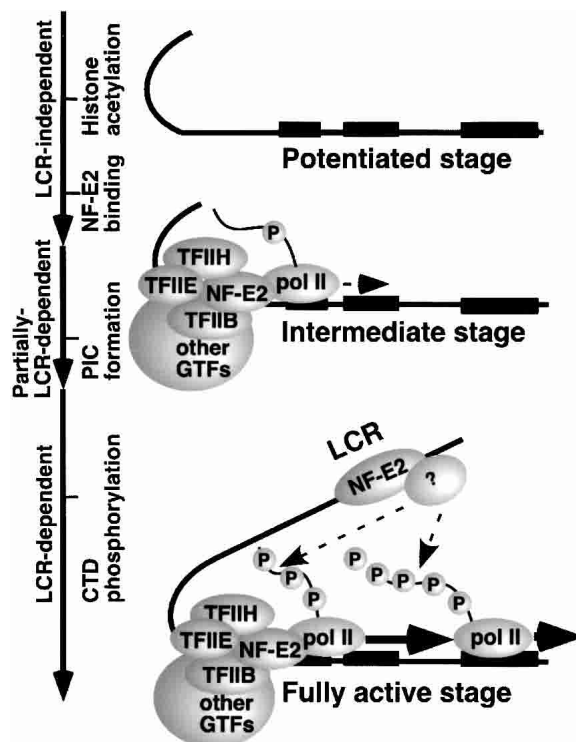 LCR-independent
Histone
acetylation
NF-E2
binding
Potentiated stage
Partially-
LCR-dependent
PIC
formation
P
TFIIH
TFIIE
NF-E2
pol II
TFIIB
other
GTFs
Intermediate stage
LCR-dependent
CTD
phosphorylation
LCR
NF-E2
?
P
P
P
P
P
P
P
P
TFIIH
TFIIE
NF-E2
pol II
pol II
TFIIB
other
GTFs
Fully active stage